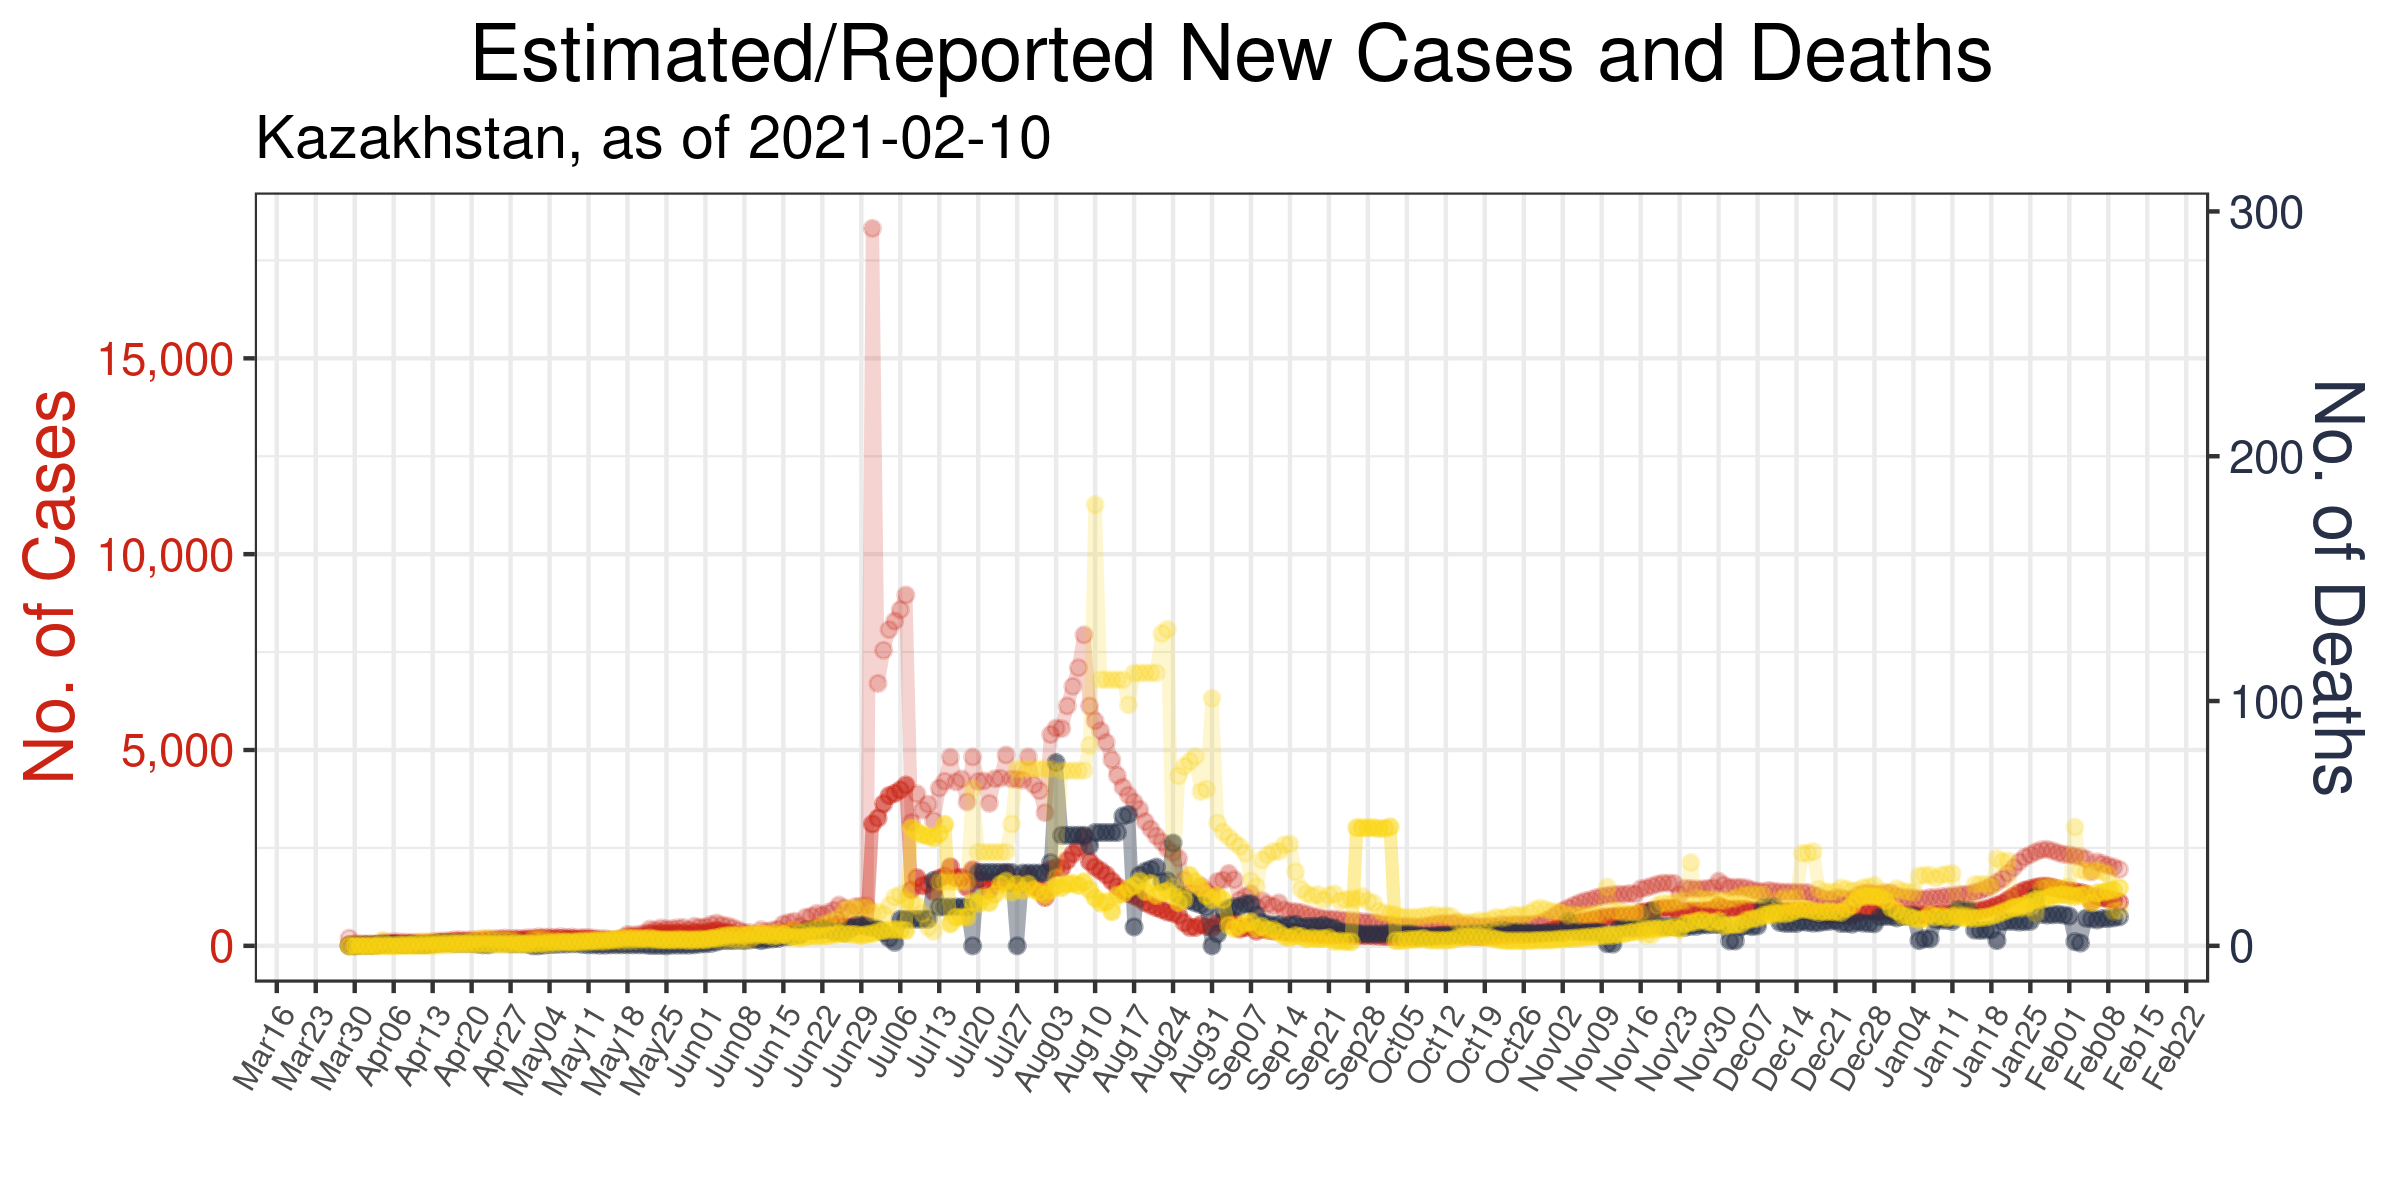 Estimated/Reported New Cases and Deaths
Kazakhstan, as of 2021-02-10
No. of Cases
15,000
10,000
5,000
0
300
200
100
0
No. of Deaths
Mar16
Mar23
Mar30
Apr06
Apr13
Apr20
Apr27
May04
May11
May18
May25
Jun01
Jun08
Jun15
Jun22
Jun29
Jul06
Jul13
Jul20
Jul27
Aug03
Aug10
Aug17
Aug24
Aug31
Sep07
Sep14
Sep21
Sep28
Oct05
Oct12
Oct19
Oct26
Nov02
Nov09
Nov16
Nov23
Nov30
Dec07
Dec14
Dec21
Dec28
Jan04
Jan11
Jan18
Jan25
Feb01
Feb08
Feb15
Feb22